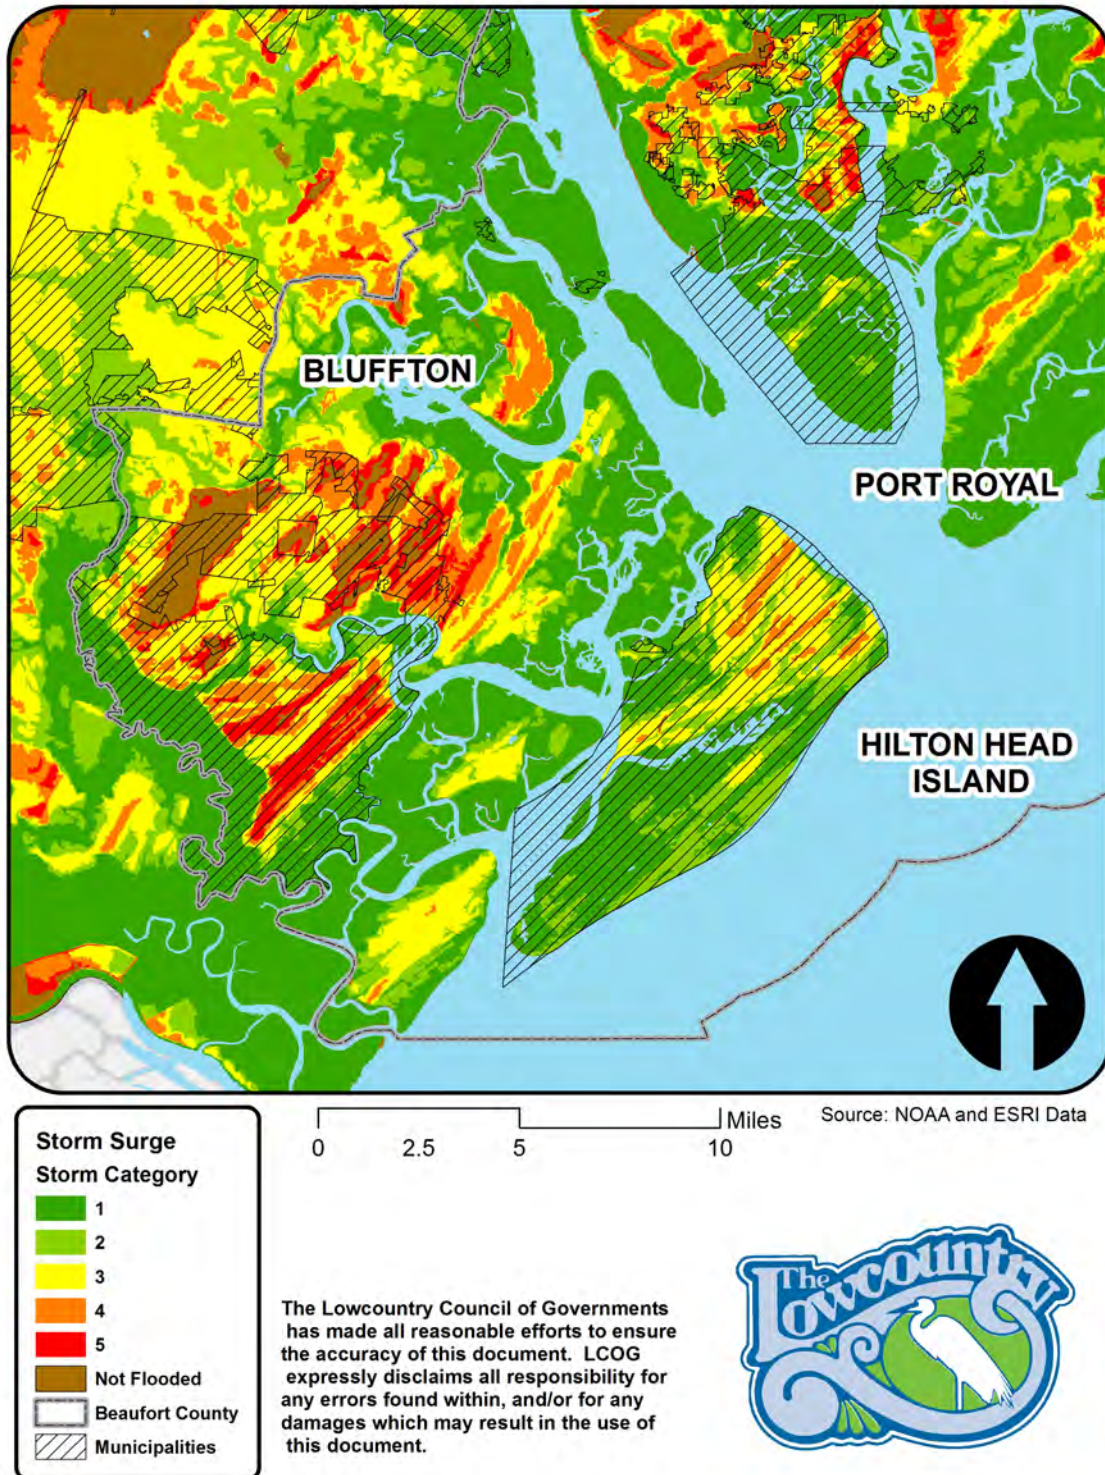 BLUFFTON
PORT ROYAL
HILTON HEAD
ISLAND
Miles
0
2.5
5
10
Source: NOAA and ESRI Data
Storm Surge
Storm Category
1
2
3
4
5
Not Flooded
Beaufort County
Municipalities
The Lowcountry Council of Governments
has made all reasonable efforts to ensure
the accuracy of this document. LCOG
expressly disclaims all responsibility for
any errors found within, and/or for any
damages which may result in the use of
this document.
The
Lowcountry